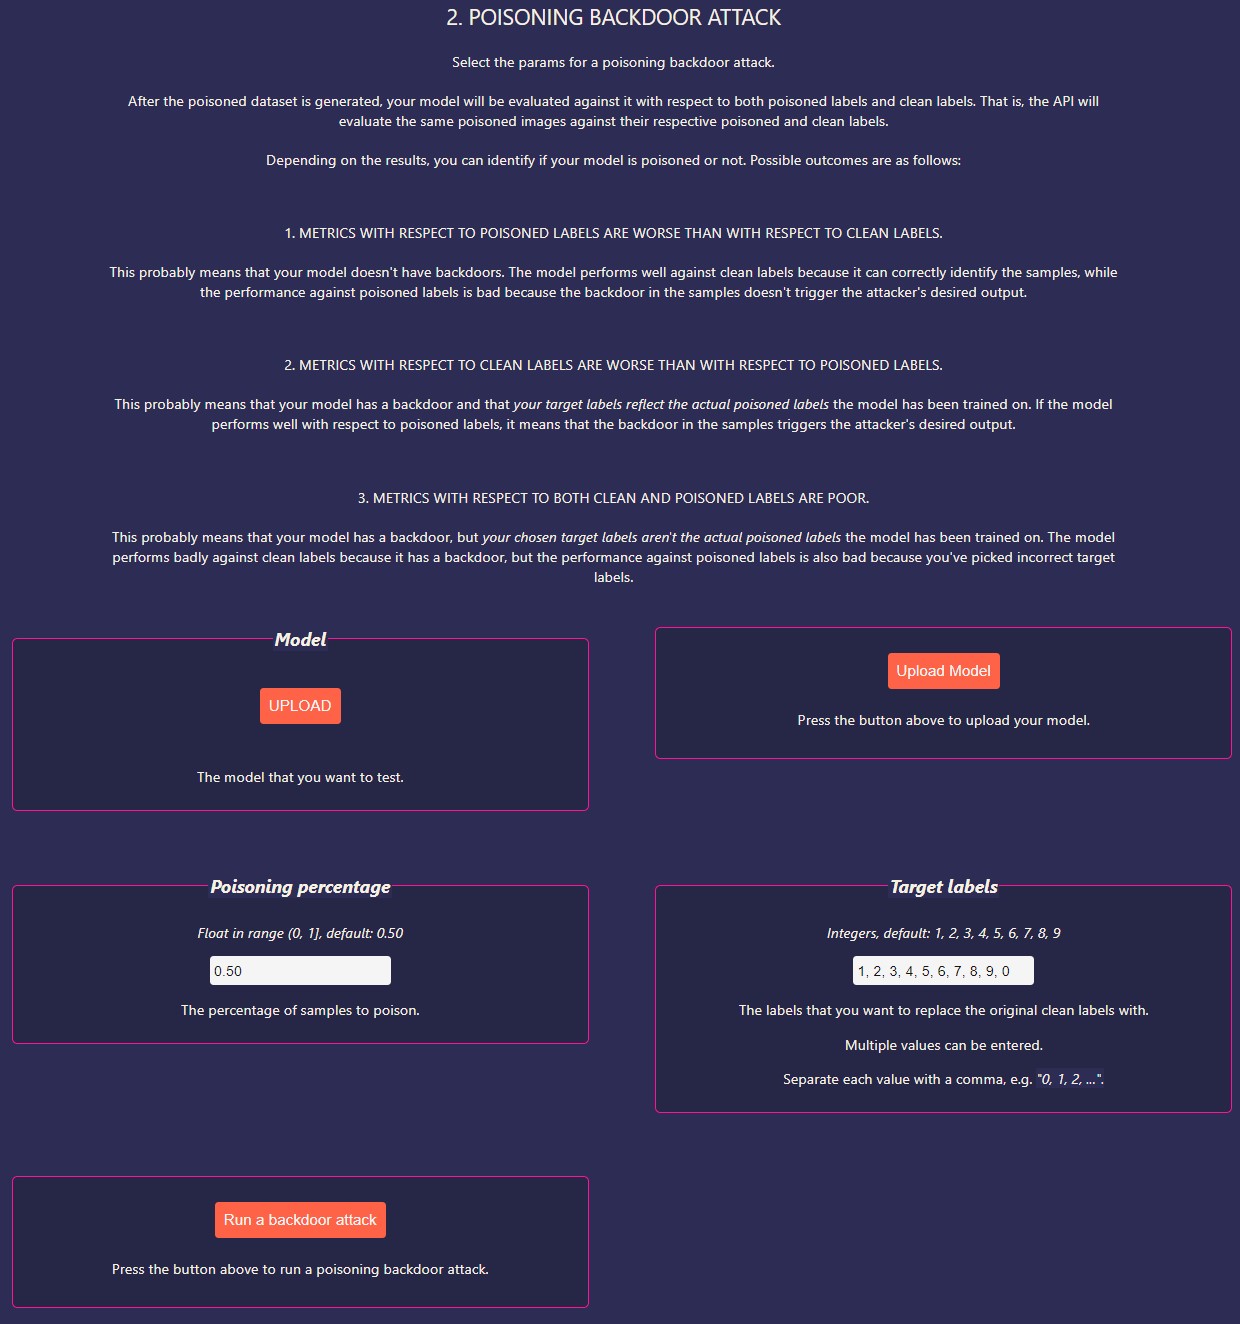 2. POISONING BACKDOOR ATTACK
Select the params for a poisoning backdoor attack.
After the poisoned dataset is generated, your model will be evaluated against it with respect to both poisoned labels and clean labels. That is, the API will
evaluate the same poisoned images against their respective poisoned and clean labels.
Depending on the results, you can identify if your model is poisoned or not. Possible outcomes are as follows:
1. METRICS WITH RESPECT TO POISONED LABELS ARE WORSE THAN WITH RESPECT TO CLEAN LABELS.
This probably means that your model doesn't have backdoors. The model performs well against clean labels because it can correctly identify the samples, while
the performance against poisoned labels is bad because the backdoor in the samples doesn't trigger the attacker's desired output.
2. METRICS WITH RESPECT TO CLEAN LABELS ARE WORSE THAN WITH RESPECT TO POISONED LABELS.
This probably means that your model has a backdoor and that your target labels reflect the actual poisoned labels the model has been trained on. If the model
performs well with respect to poisoned labels, it means that the backdoor in the samples triggers the attacker's desired output.
3. METRICS WITH RESPECT TO BOTH CLEAN AND POISONED LABELS ARE POOR.
This probably means that your model has a backdoor, but your chosen target labels aren't the actual poisoned labels the model has been trained on. The model
performs badly against clean labels because it has a backdoor, but the performance against poisoned labels is also bad because you've picked incorrect target
labels.
Model
UPLOAD
The model that you want to test.
Upload Model
Press the button above to upload your model.
Poisoning percentage
Float in range (0, 1], default: 0.50
0.50
The percentage of samples to poison.
Target labels
Integers, default: 1, 2, 3, 4, 5, 6, 7, 8, 9
1, 2, 3, 4, 5, 6, 7, 8, 9, 0
The labels that you want to replace the original clean labels with.
Multiple values can be entered.
Separate each value with a comma, e.g. "0, 1, 2, ...".
Run a backdoor attack
Press the button above to run a poisoning backdoor attack.